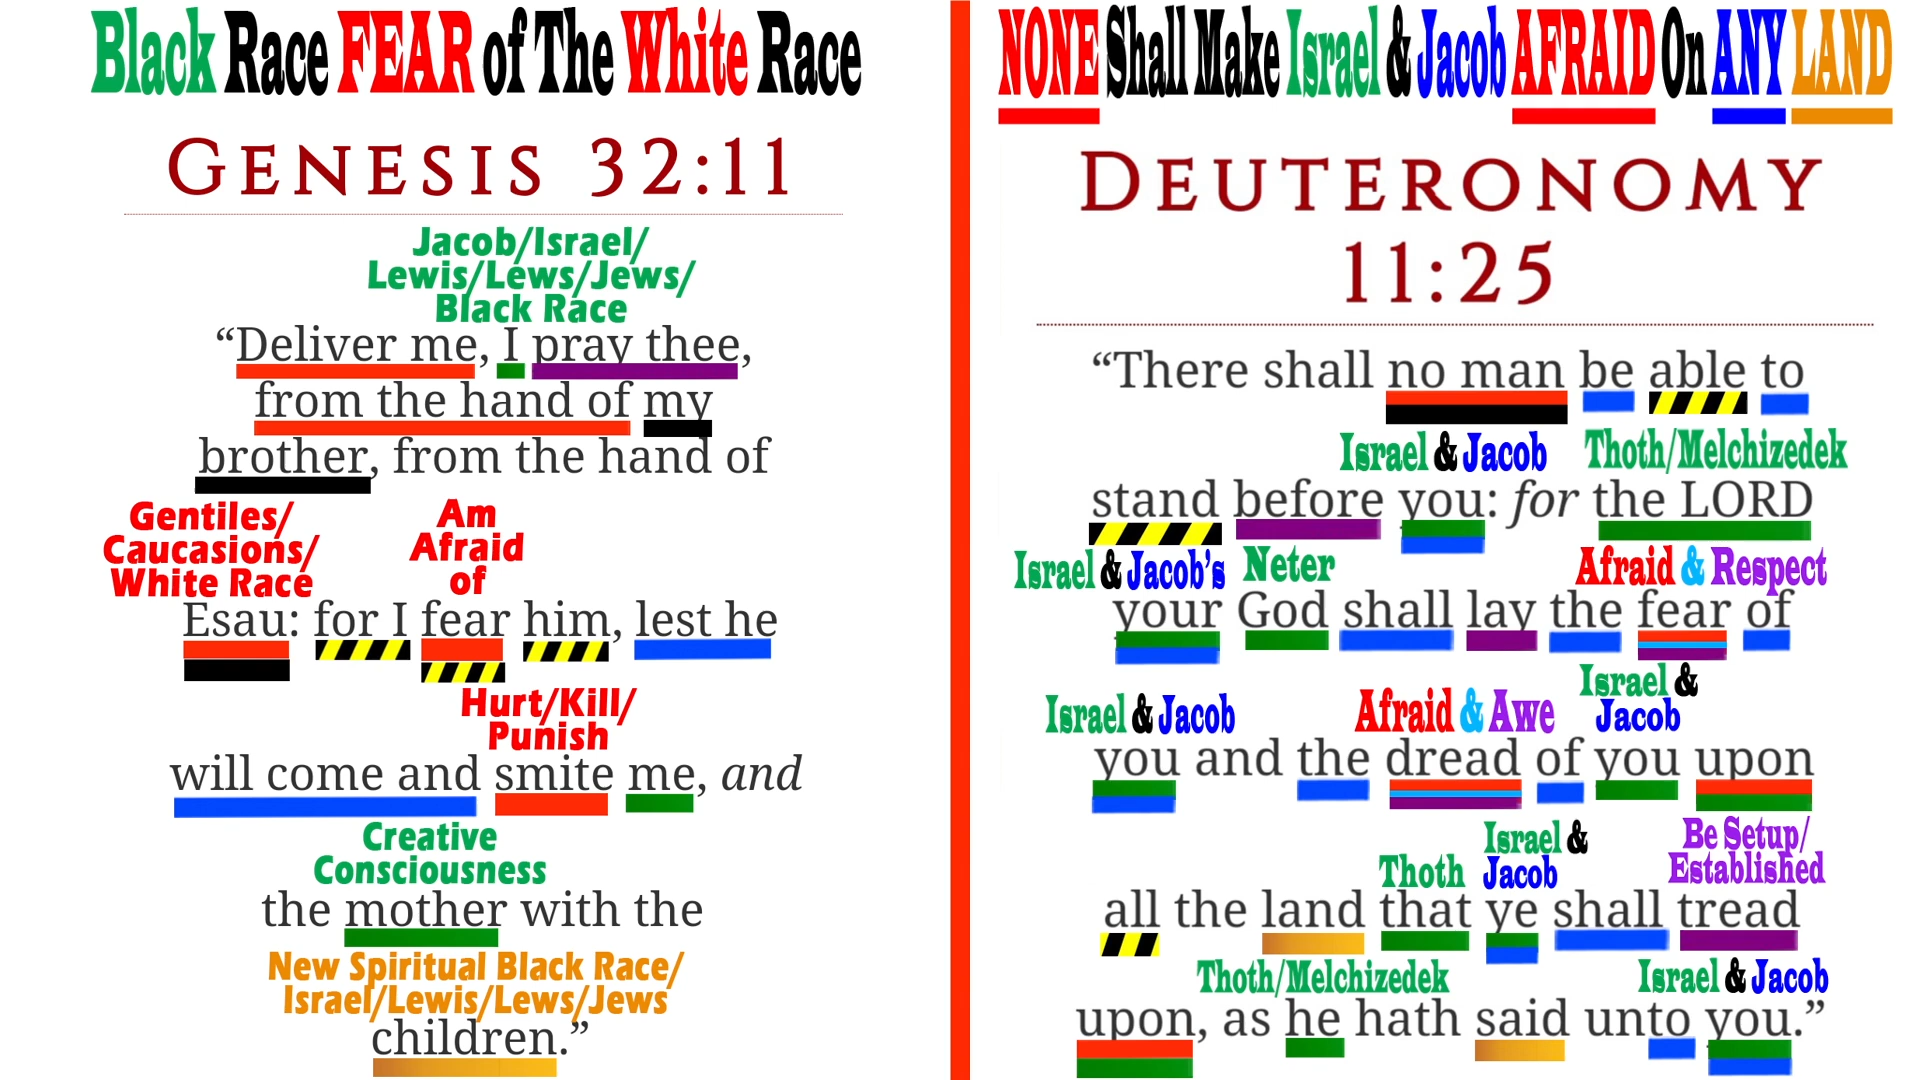 Black Race FEAR of The White Race
GENESIS 32:11
Jacob/Israel/
Lewis/Lews/Jews/
Black Race
“Deliver me, I pray thee,
from the hand of my
brother, from the hand of
Gentiles/
Caucasions/
White Race
Am
Afraid
of
Esau: for I fear him, lest he
Hurt/Kill/
Punish
will come and smite me, and
Creative
Consciousness
the mother with the
New Spiritual Black Race/
Israel/Lewis/Lews/Jews
children.”
NONE Shall Make Israel & Jacob AFRAID On ANY LAND
DEUTERONOMY
11:25
“There shall no man be able to
Israel & Jacob Thoth/Melchizedek
stand before you: for the LORD
Israel & Jacob's Neter Afraid & Respect
your God shall lay the fear of
Israel & Jacob Afraid & Awe Israel &
Jacob
you and the dread of you upon
Thoth Israel &
Jacob
Be Setup/
Established
all the land that ye shall tread
Thoth/Melchizedek Israel & Jacob
upon, as he hath said unto you.”